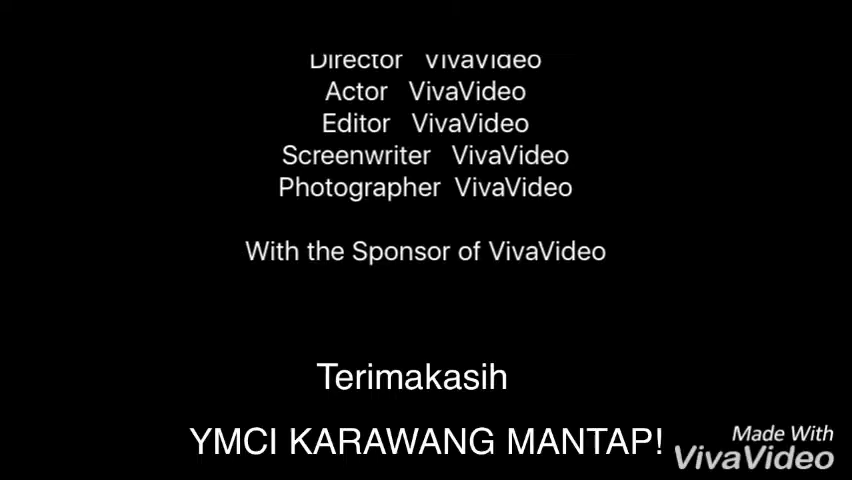 Director VivaVideo
Actor VivaVideo
Editor VivaVideo
Screenwriter VivaVideo
Photographer VivaVideo
With the Sponsor of VivaVideo
Terimakasih
YMCI KARAWANG MANTAP!
Made With
VivaVideo